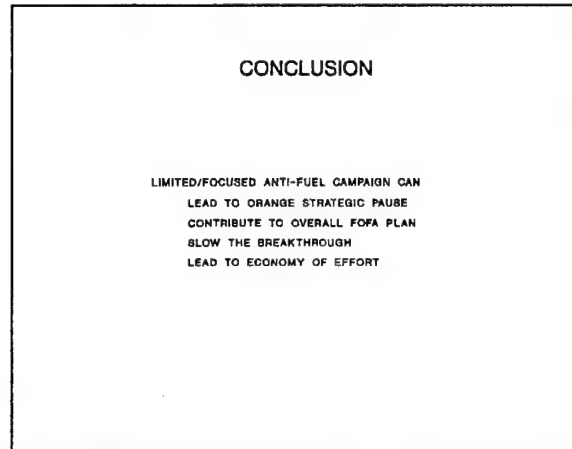 CONCLUSION
LIMITED/FOCUSED ANTI-FUEL CAMPAIGN CAN
LEAD TO ORANGE STRATEGIC PAUSE
CONTRIBUTE TO OVERALL FOFA PLAN
SLOW THE BREAKTHROUGH
LEAD TO ECONOMY OF EFFORT